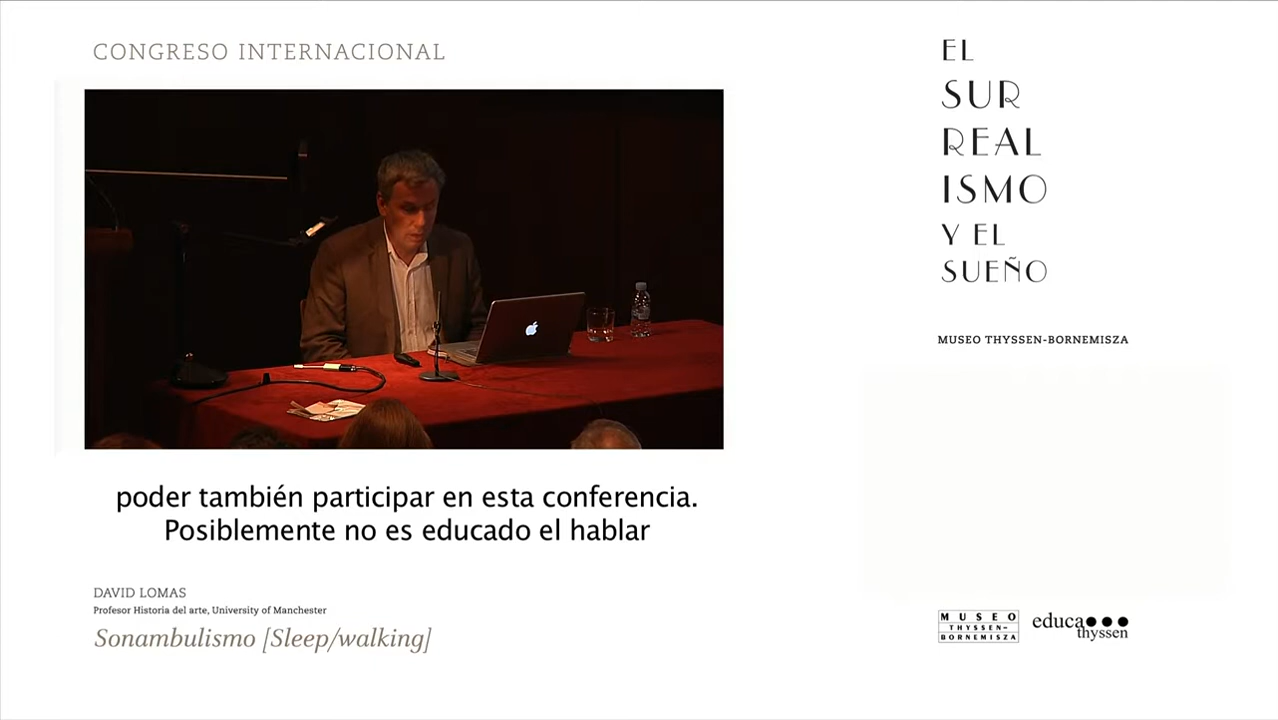 CONGRESO INTERNACIONAL
EL
SUR
REAL
ISMO
Y EL
SUEÑO
MUSEO THYSSEN-BORNEMISZA
poder también participar en esta conferencia.
Posiblemente no es educado el hablar
DAVID LOMAS
Profesor Historia del arte, University of Manchester
Sonambulismo [Sleep/walking]
MUSEO
THYSSEN-
BORNEMISZA
educa
thyssen